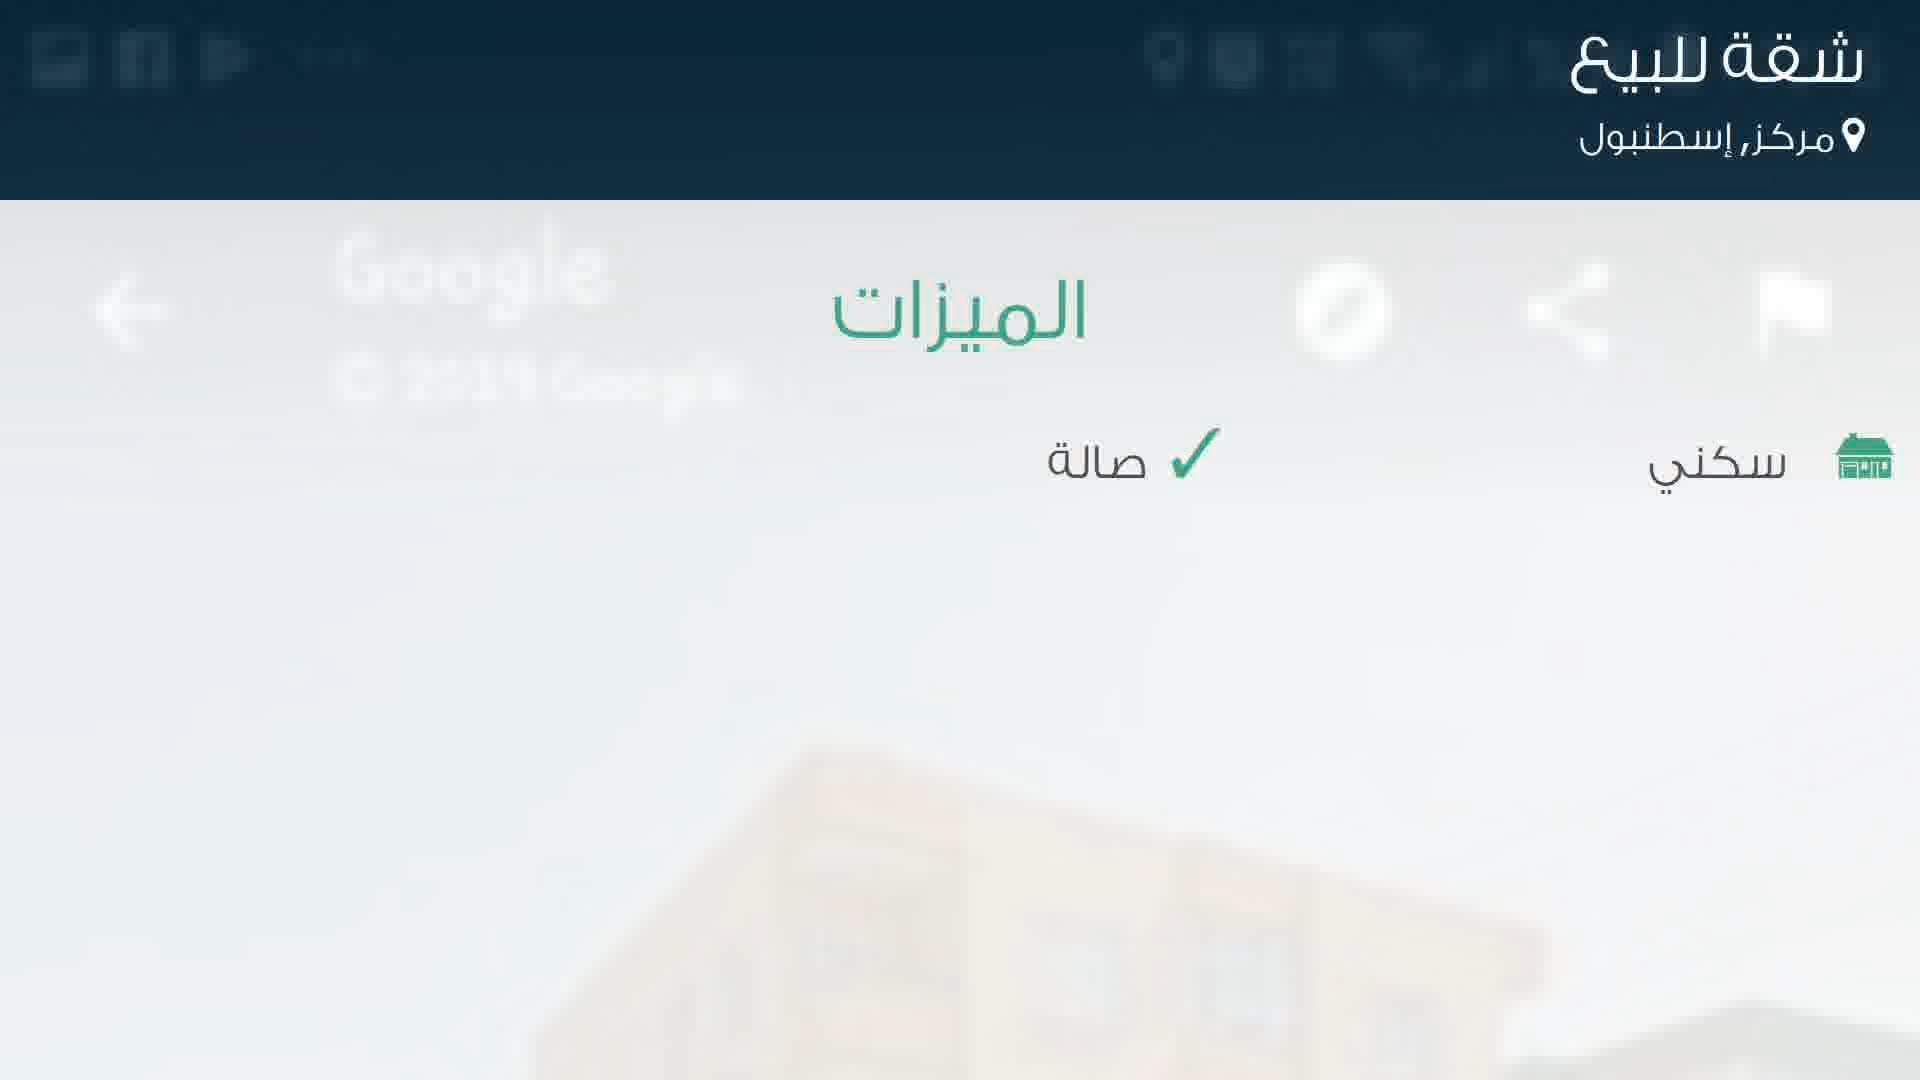 شقة للبيع
مركز, إسطنبول
Google
الميزات
© 2019 Google
سكني
صالة